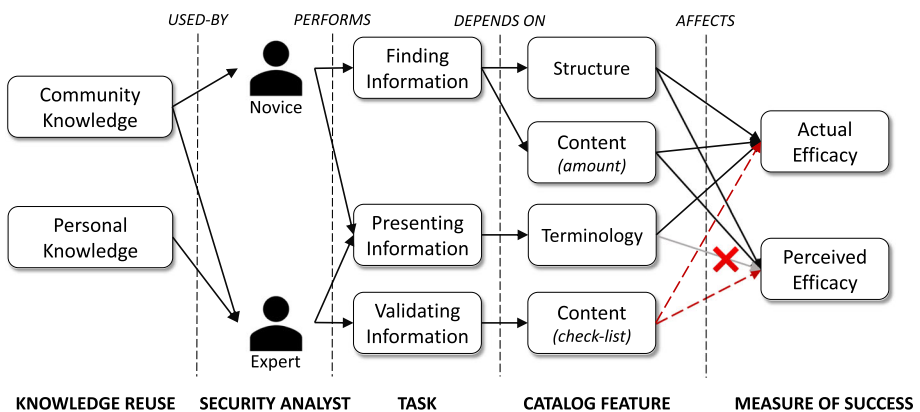 USED-BY
PERFORMS
DEPENDS ON
AFFECTS
Community
Knowledge
Personal
Knowledge
Novice
Expert
Finding
Information
Presenting
Information
Validating
Information
Structure
Content
(amount)
Terminology
Content
(check-list)
Actual
Efficacy
Perceived
Efficacy
KNOWLEDGE REUSE
SECURITY ANALYST
TASK
CATALOG FEATURE
MEASURE OF SUCCESS